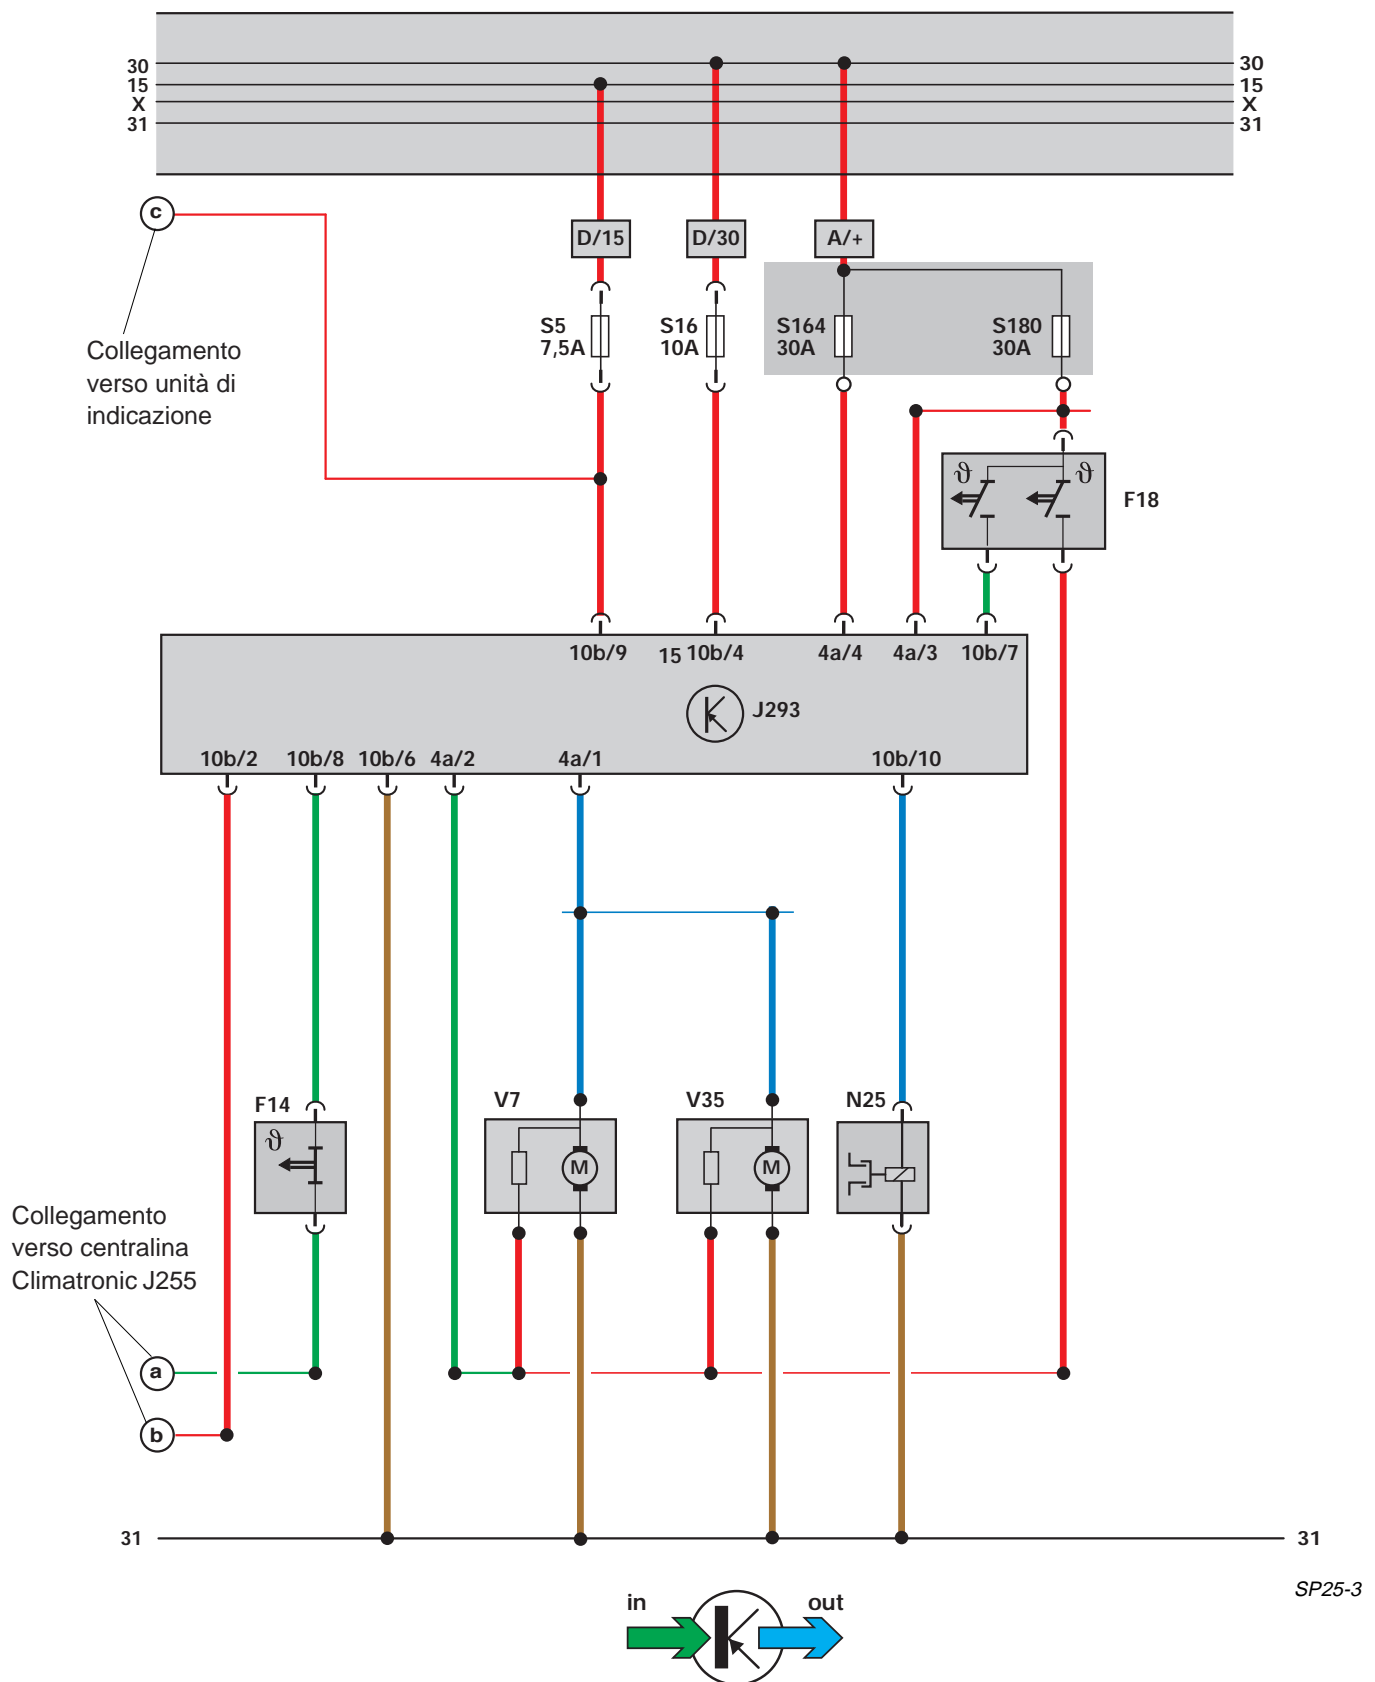 30 30
15 15
X X
31 31
c
D/15 D/30 A/+
S5
7,5A
S16
10A
S164
30A
S180
30A
Collegamento
verso unità di
indicazione
ϑ ϑ
F18
10b/9 15 10b/4 4a/4 4a/3 10b/7
J293
10b/2 10b/8 10b/6 4a/2 4a/1 10b/10
F14 V7 V35 N25
ϑ
M M
Collegamento
verso centralina
Climatronic J255
a
b
31 31
SP25-3
in out